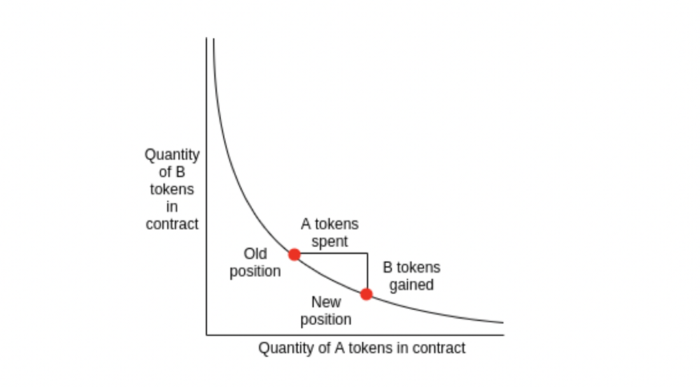 Quantity
of B
tokens
in
contract
A tokens
spent
Old
position
B tokens
gained
New
position
Quantity of A tokens in contract